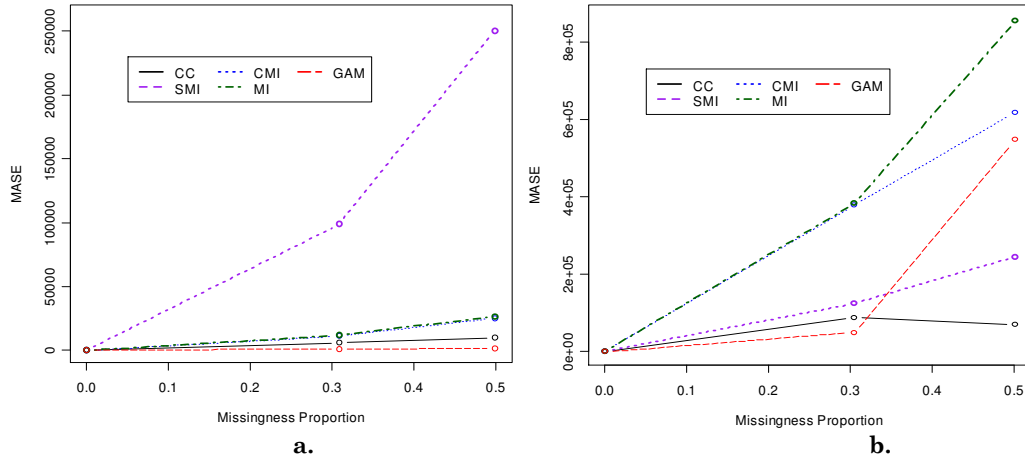 250000
200000
150000
100000
50000
0
MASE
CC CMI GAM
SMI MI
0.0 0.1 0.2 0.3 0.4 0.5
Missingness Proportion
a.
8e+05
6e+05
4e+05
2e+05
0e+00
MASE
CC CMI GAM
SMI MI
0.0 0.1 0.2 0.3 0.4 0.5
Missingness Proportion
b.